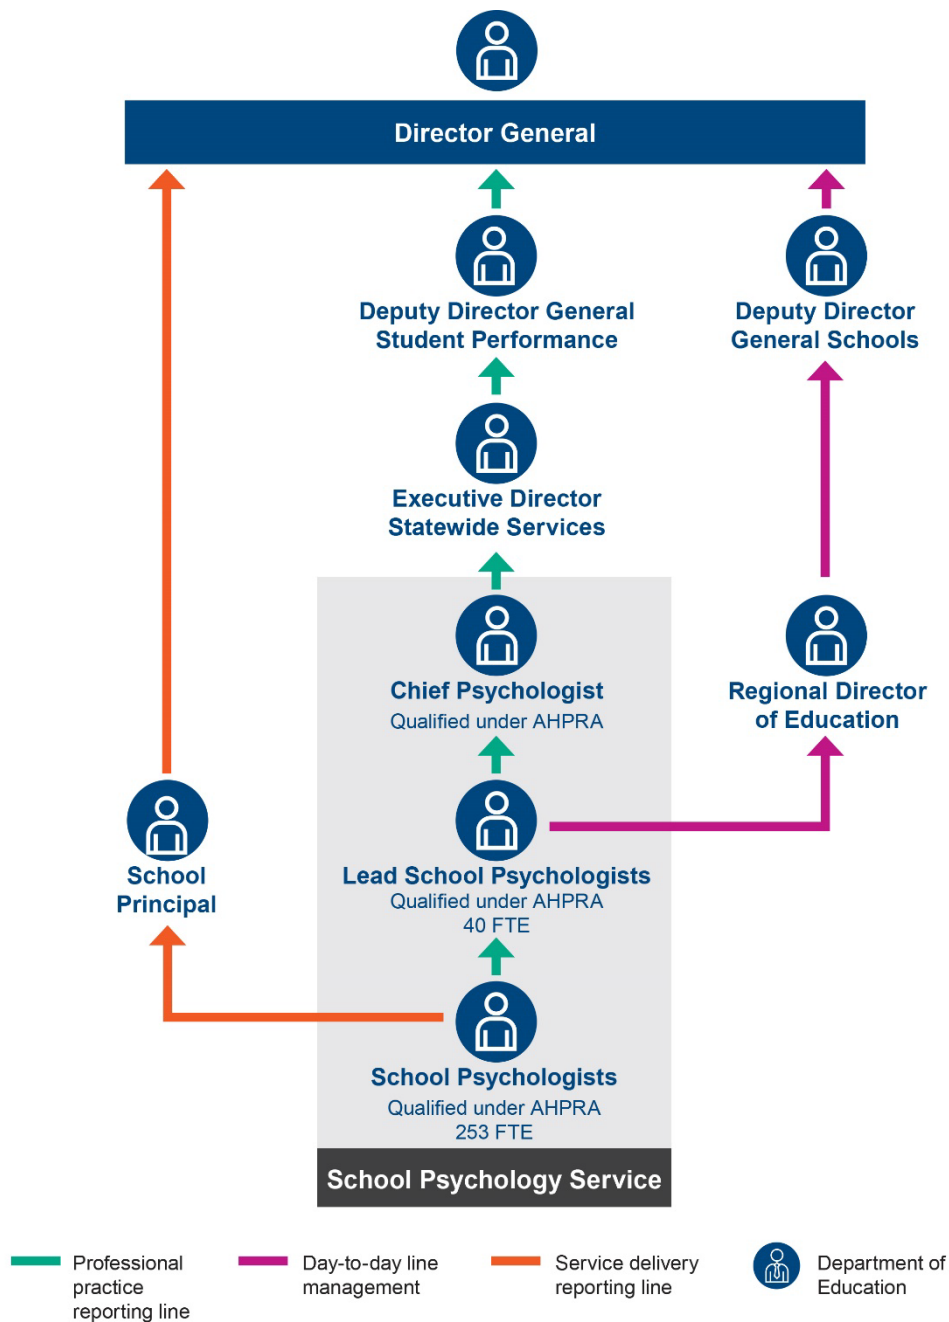 Director General
Deputy Director General
Student Performance
Deputy Director
General Schools
Executive Director
Statewide Services
Chief Psychologist
Qualified under AHPRA
Regional Director
of Education
School
Principal
Lead School Psychologists
Qualified under AHPRA
40 FTE
School Psychologists
Qualified under AHPRA
253 FTE
School Psychology Service
Professional
practice
reporting line
Day-to-day line
management
Service delivery
reporting line
Department of
Education